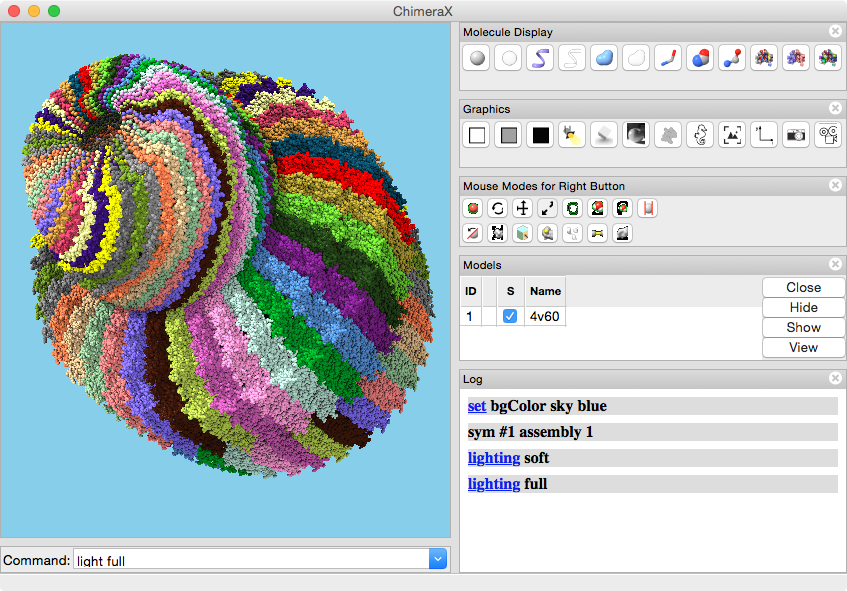 ChimeraX
Molecule Display
Graphics
Mouse Modes for Right Button
Models
ID S Name
1 4v60
Close
Hide
Show
View
Log
set bgColor sky blue
sym #1 assembly 1
lighting soft
lighting full
Command: light full